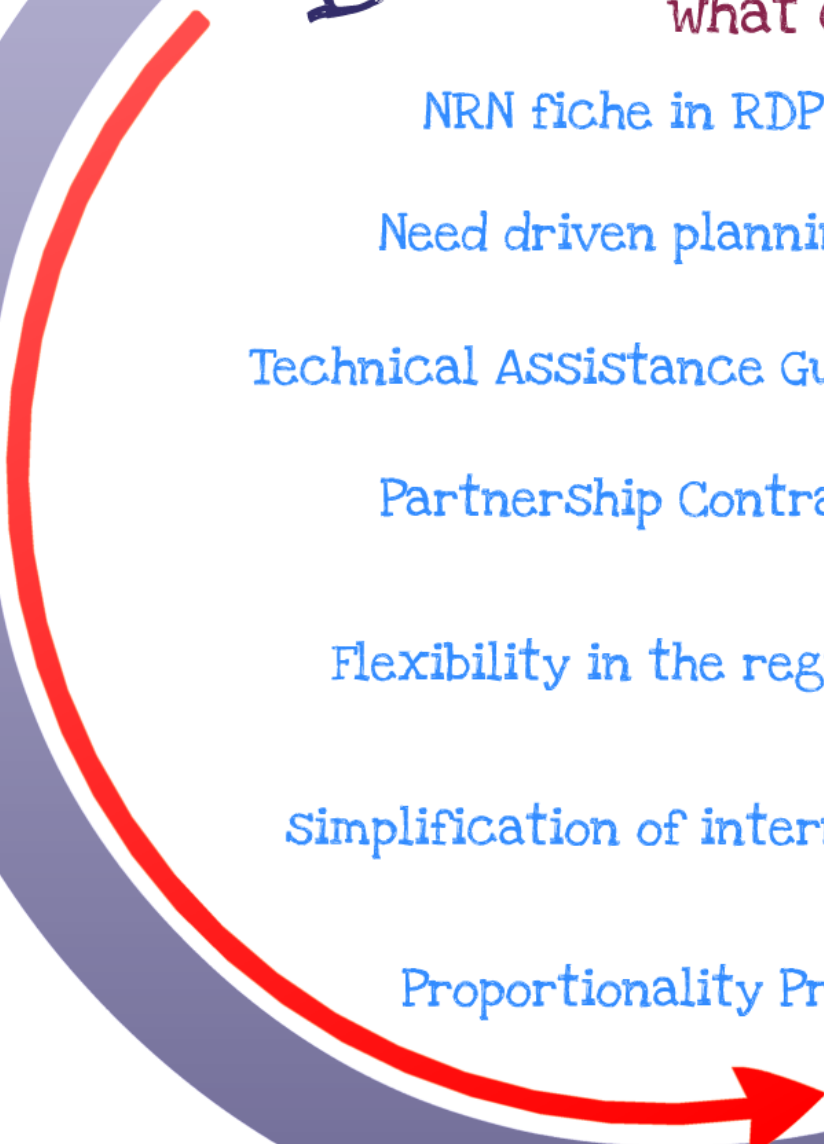 what
NRN fiche in RDP
Need driven planni
Technical Assistance Gu
Partnership Contra
Flexibility in the reg
simplification of inter
Proportionality Pr